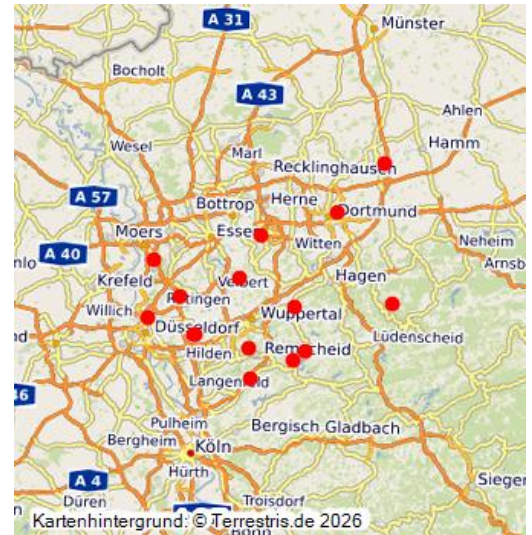 A 31
Münster
Bocholt
A 43
Ahlen
Wesel
Marl
Hamm
Recklinghausen
A 57
Bottrop
Herne
Dortmund
Moers
Essen
Witten
Neheim
A 40
nlo
Arnsb
Krefeld
Velbert
Hagen
Willich
Ratingen
Wuppertal
Düsseldorf
Lüdenscheid
Hilden
Remscheid
Langenfeld
46
Pulheim
Bergisch Gladbach
Bergheim
Köln
Hürth
A 4
Siege
Düren
Troisdorf
Kartenhintergrund: © Terrestris.de 2026